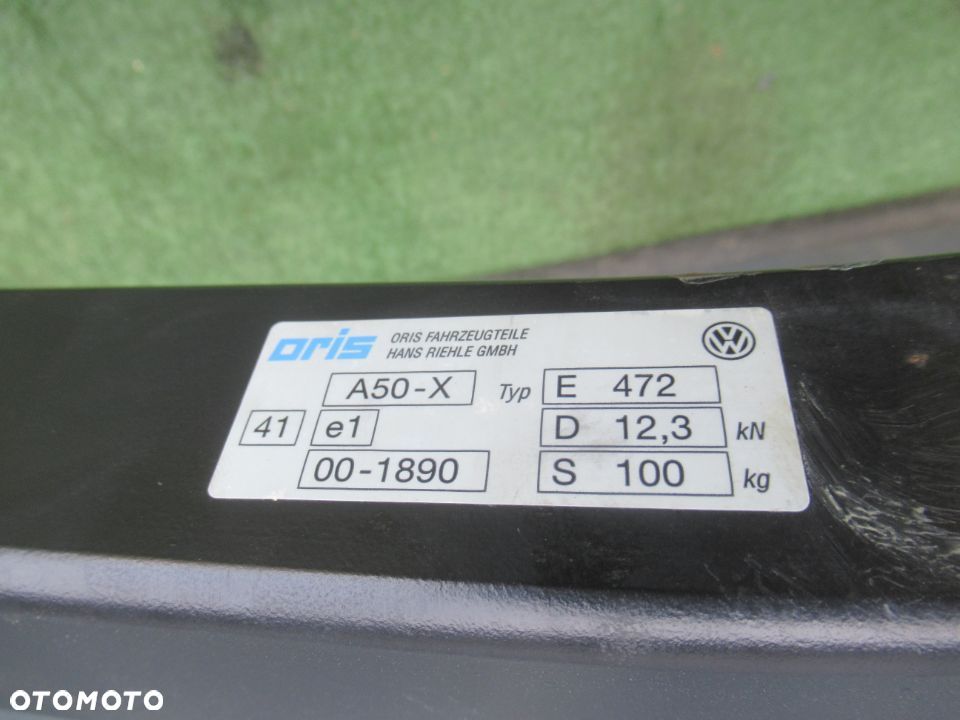 oris ORIS FAHRZEUGTEILE
HANS RIEHLE GMBH
A50-X Typ E 472
41 e1 D 12,3 kN
00-1890 S 100 kg
OTOMOTO